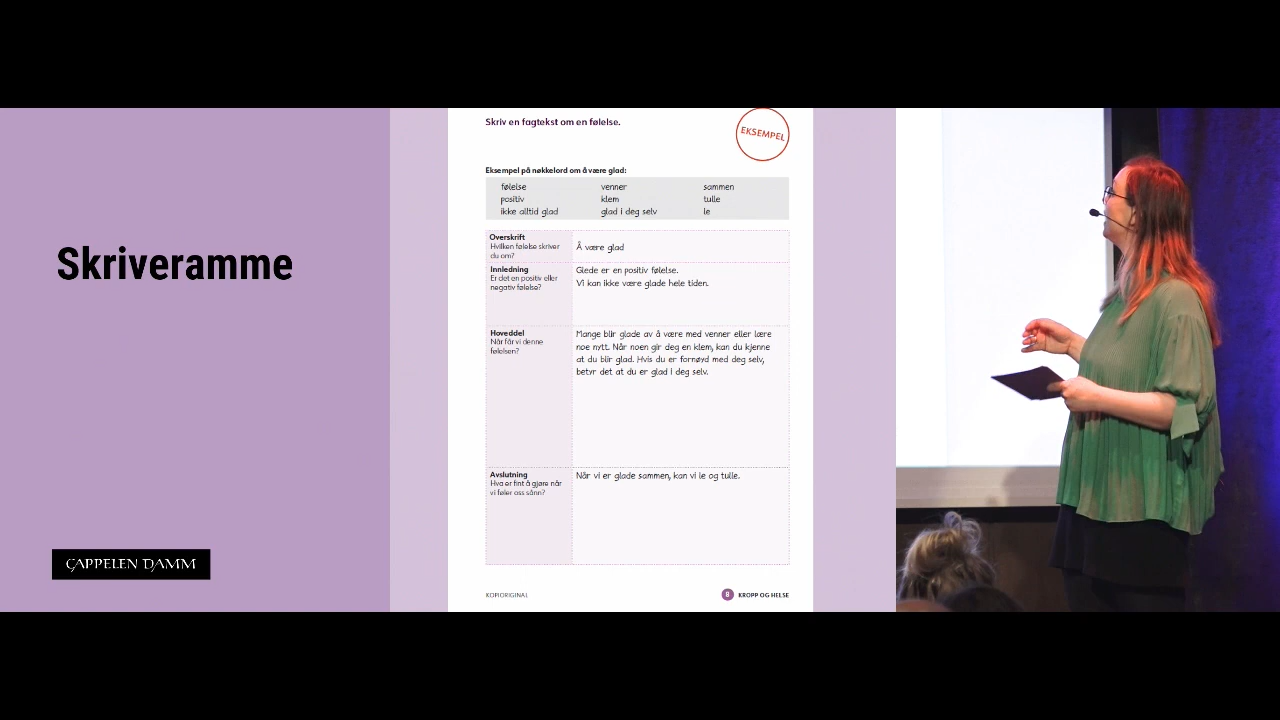 Skriveramme
CAPPELEN DAMM
Skriv en fagtekst om en følelse.
EKSEMPEL
Eksempel på nøkkelord om å være glad:
følelse venner sammen
positiv klem tulle
ikke alltid glad glad i deg selv le
Overskrift
Hvilken følelse skriver
du om?
Å være glad
Innledning
Er det en positiv eller
negativ følelse?
Glede er en positiv følelse.
Vi kan ikke være glade hele tiden.
Hoveddel
Når får vi denne
følelsen?
Mange blir glade av å være med venner eller lære
noe nytt. Når noen gir deg en klem, kan du kjenne
at du blir glad. Hvis du er fornøyd med deg selv,
betyr det at du er glad i deg selv.
Avslutning
Hva er fint å gjøre når
vi føler oss sånn?
Når vi er glade sammen, kan vi le og tulle.
KOPIORIGINAL
8 KROPP OG HELSE